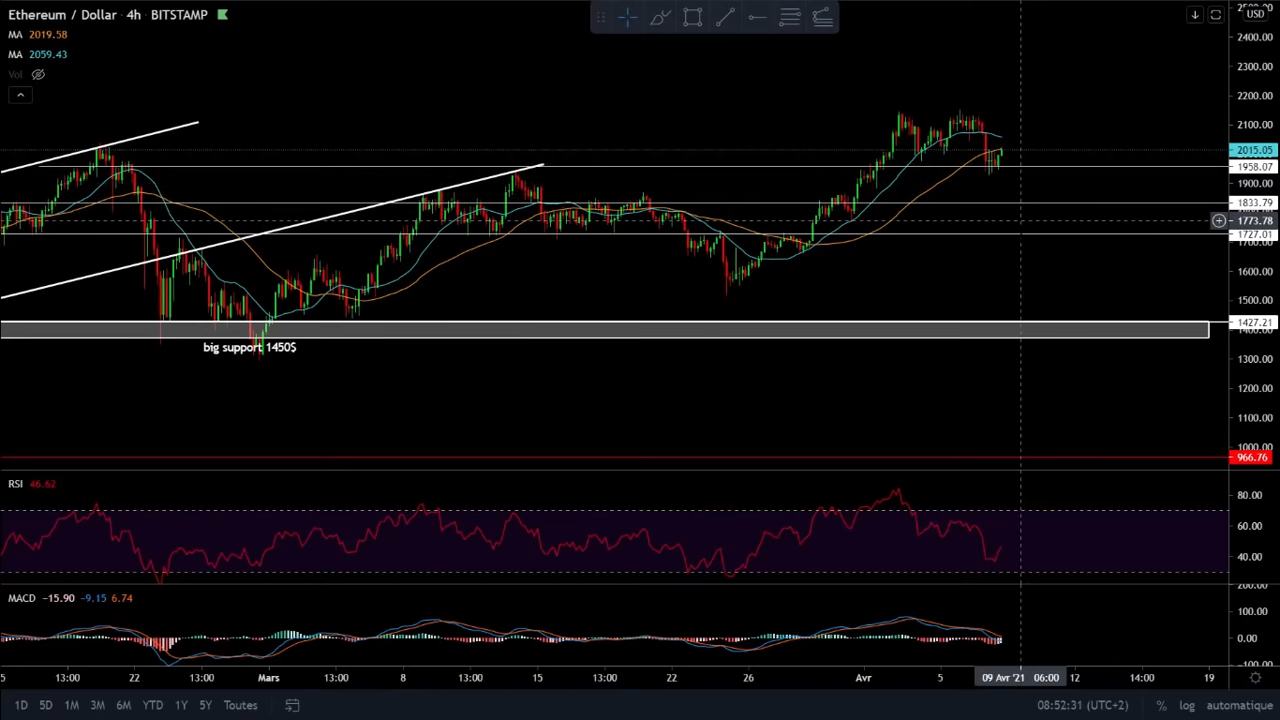 Ethereum / Dollar · 4h · BITSTAMP
USD
MA 2019.58
MA 2059.43
Vol
2400.00
2300.00
2200.00
2100.00
2015.05
1958.07
1900.00
1833.79
1773.78
1727.01
1600.00
1500.00
1427.21
big support 1450$
1300.00
1200.00
1100.00
1000.00
966.76
RSI 46.62
80.00
60.00
40.00
MACD −15.90 −9.15 6.74
100.00
0.00
5 13:00 22 13:00 Mars 13:00 8 13:00 15 13:00 22 26 Avr 5 09 Avr '21 06:00 12 14:00 19
1D 5D 1M 3M 6M YTD 1Y 5Y Toutes 08:52:31 (UTC+2) % log automatique